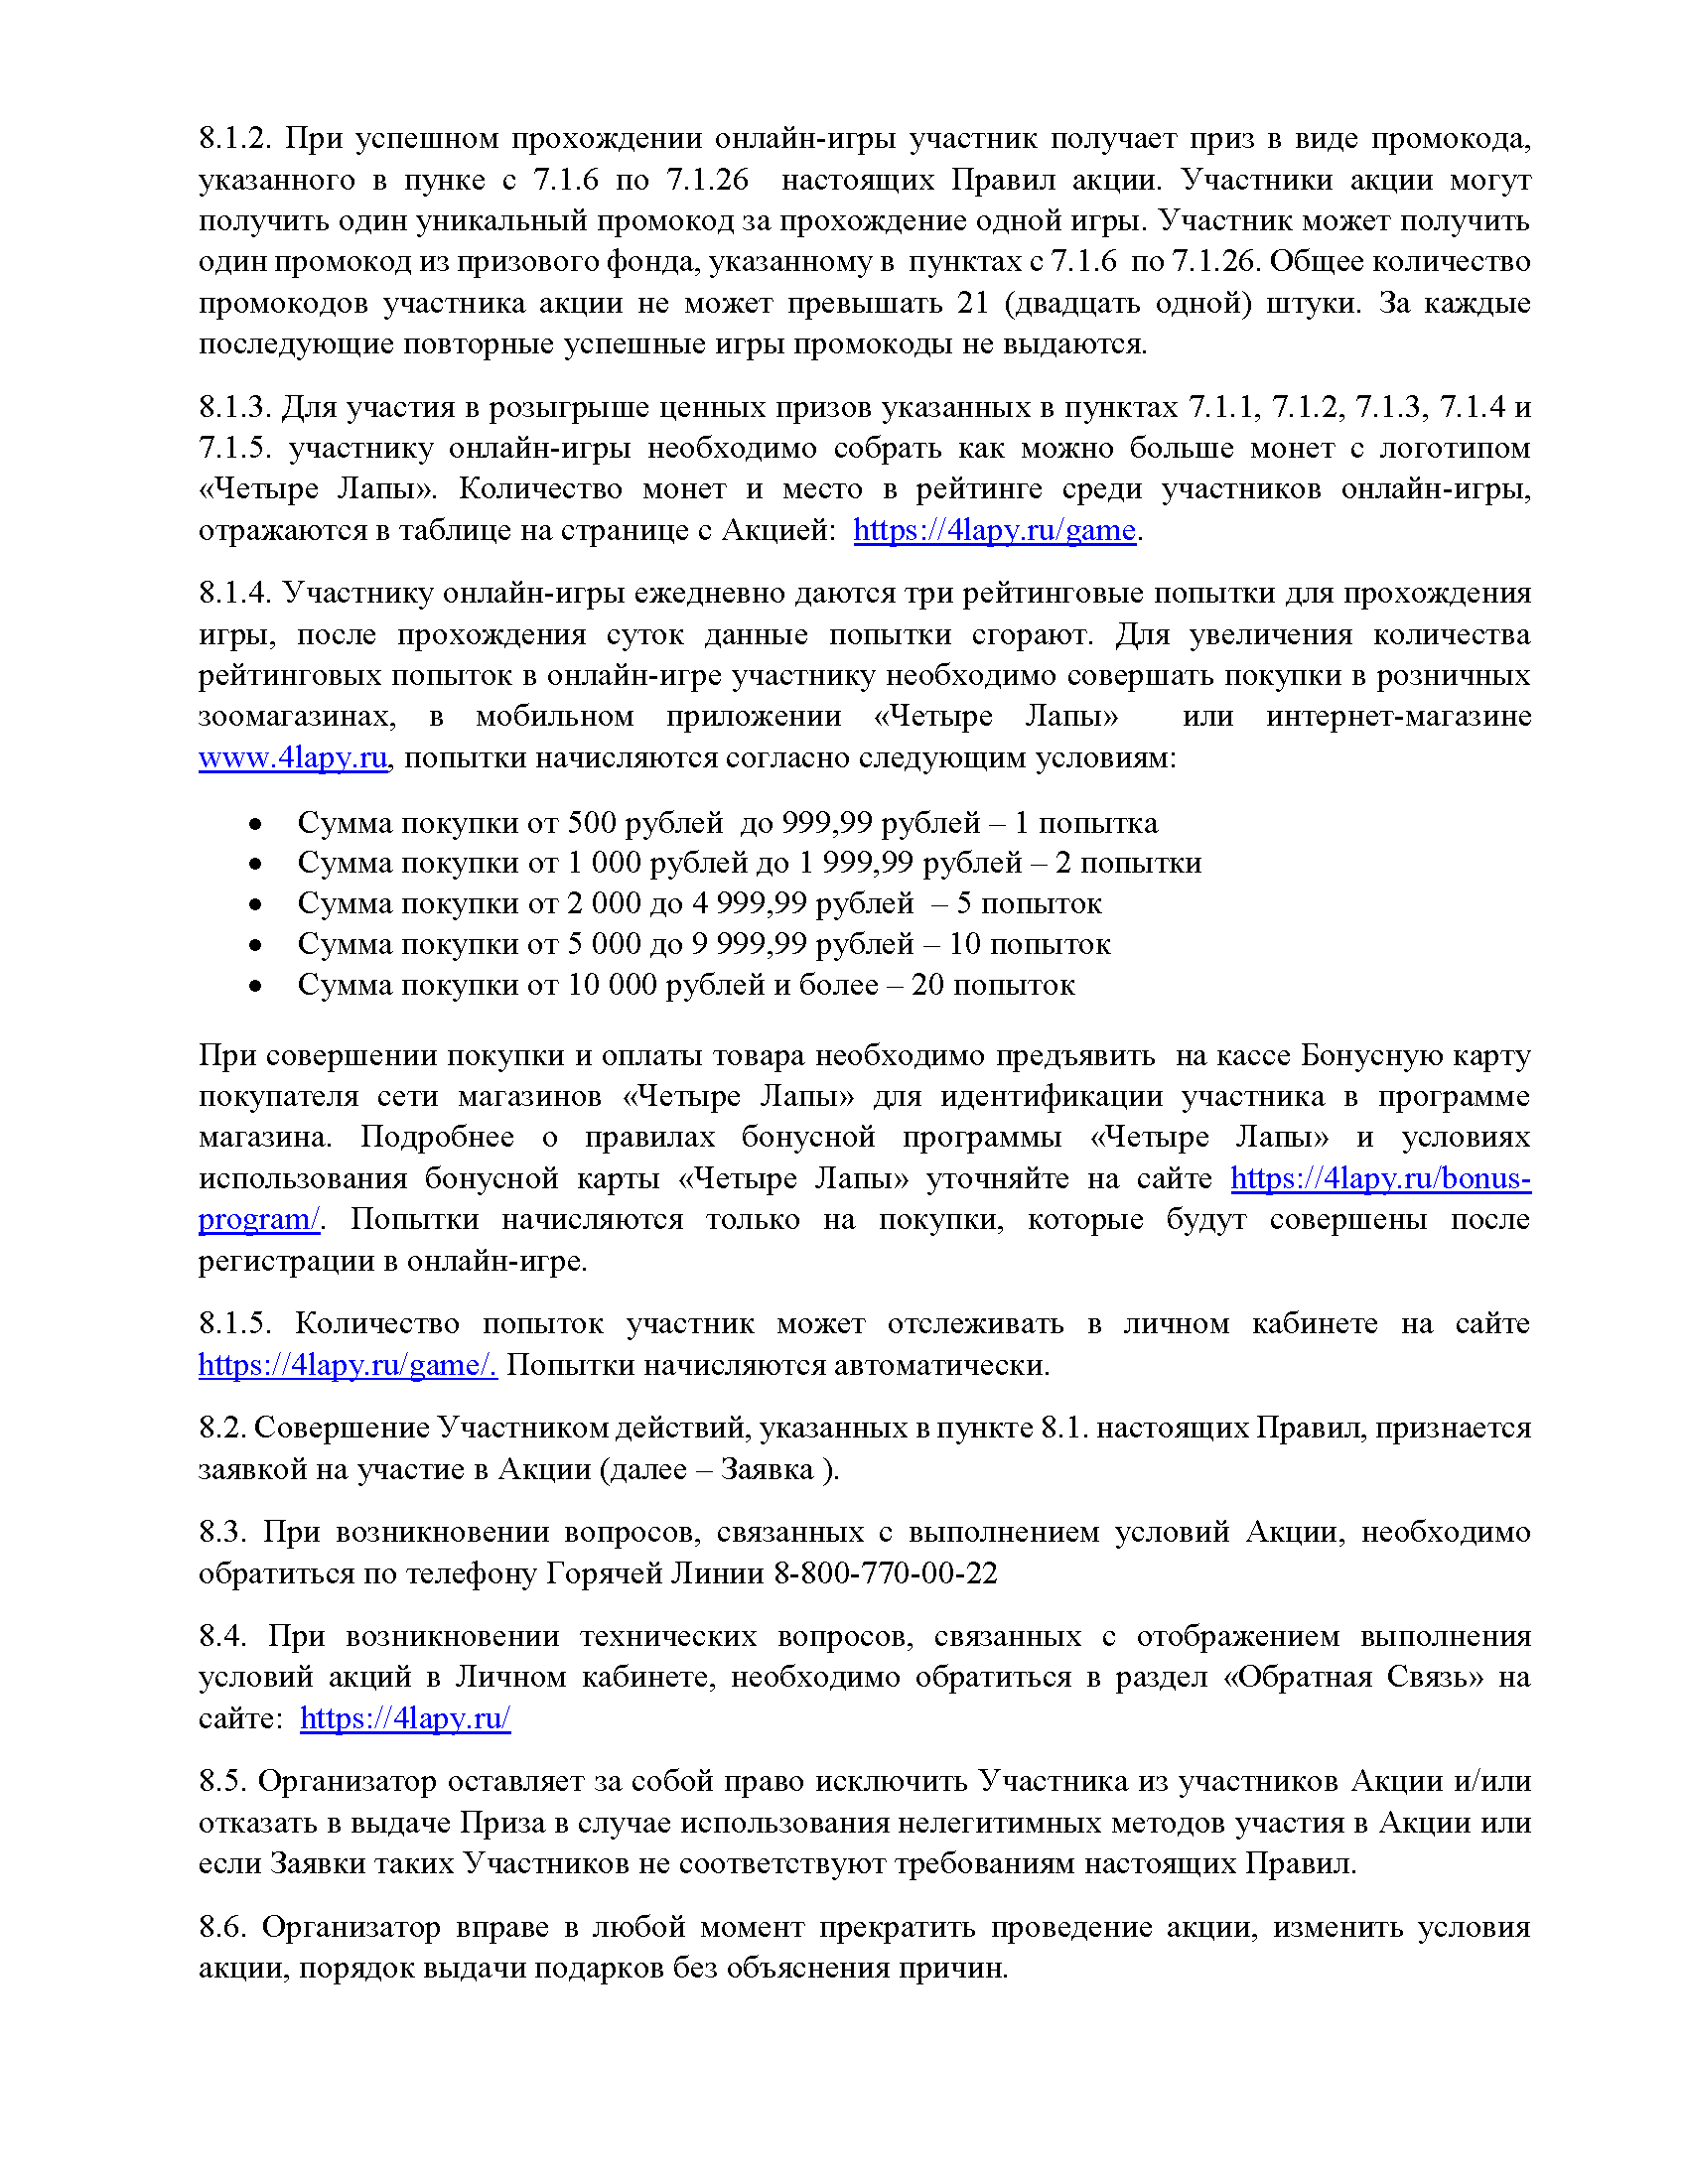 8.1.2. При успешном прохождении онлайн-игры участник получает приз в виде промокода,
указанного в пунке с 7.1.6 по 7.1.26 настоящих Правил акции. Участники акции могут
получить один уникальный промокод за прохождение одной игры. Участник может получить
один промокод из призового фонда, указанному в пунктах с 7.1.6 по 7.1.26. Общее количество
промокодов участника акции не может превышать 21 (двадцать одной) штуки. За каждые
последующие повторные успешные игры промокоды не выдаются.
8.1.3. Для участия в розыгрыше ценных призов указанных в пунктах 7.1.1, 7.1.2, 7.1.3, 7.1.4 и
7.1.5. участнику онлайн-игры необходимо собрать как можно больше монет с логотипом
«Четыре Лапы». Количество монет и место в рейтинге среди участников онлайн-игры,
отражаются в таблице на странице с Акцией: https://4lapy.ru/game.
8.1.4. Участнику онлайн-игры ежедневно даются три рейтинговые попытки для прохождения
игры, после прохождения суток данные попытки сгорают. Для увеличения количества
рейтинговых попыток в онлайн-игре участнику необходимо совершать покупки в розничных
зоомагазинах, в мобильном приложении «Четыре Лапы» или интернет-магазине
www.4lapy.ru, попытки начисляются согласно следующим условиям:
• Сумма покупки от 500 рублей до 999,99 рублей – 1 попытка
• Сумма покупки от 1 000 рублей до 1 999,99 рублей – 2 попытки
• Сумма покупки от 2 000 до 4 999,99 рублей – 5 попыток
• Сумма покупки от 5 000 до 9 999,99 рублей – 10 попыток
• Сумма покупки от 10 000 рублей и более – 20 попыток
При совершении покупки и оплаты товара необходимо предъявить на кассе Бонусную карту
покупателя сети магазинов «Четыре Лапы» для идентификации участника в программе
магазина. Подробнее о правилах бонусной программы «Четыре Лапы» и условиях
использования бонусной карты «Четыре Лапы» уточняйте на сайте https://4lapy.ru/bonus-
program/. Попытки начисляются только на покупки, которые будут совершены после
регистрации в онлайн-игре.
8.1.5. Количество попыток участник может отслеживать в личном кабинете на сайте
https://4lapy.ru/game/. Попытки начисляются автоматически.
8.2. Совершение Участником действий, указанных в пункте 8.1. настоящих Правил, признается
заявкой на участие в Акции (далее – Заявка ).
8.3. При возникновении вопросов, связанных с выполнением условий Акции, необходимо
обратиться по телефону Горячей Линии 8-800-770-00-22
8.4. При возникновении технических вопросов, связанных с отображением выполнения
условий акций в Личном кабинете, необходимо обратиться в раздел «Обратная Связь» на
сайте: https://4lapy.ru/
8.5. Организатор оставляет за собой право исключить Участника из участников Акции и/или
отказать в выдаче Приза в случае использования нелегитимных методов участия в Акции или
если Заявки таких Участников не соответствуют требованиям настоящих Правил.
8.6. Организатор вправе в любой момент прекратить проведение акции, изменить условия
акции, порядок выдачи подарков без объяснения причин.